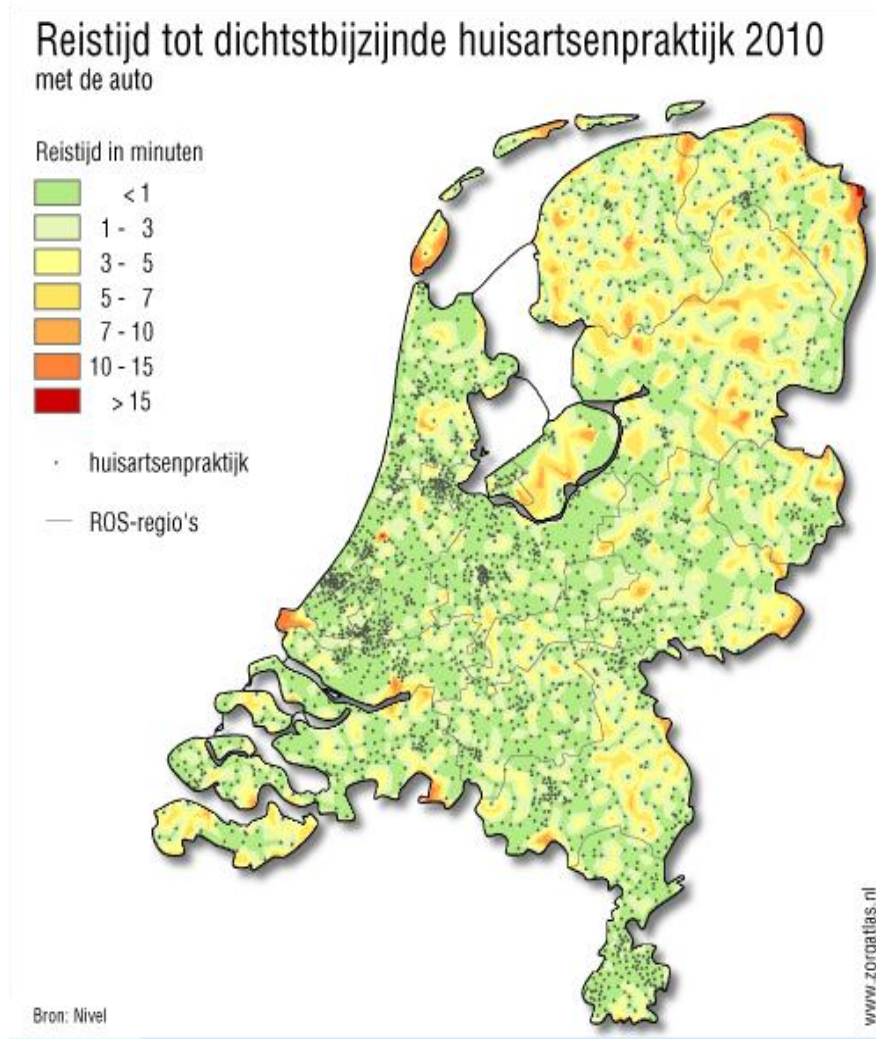 Reistijd tot dichtstbijzijnde huisartsenpraktijk 2010
met de auto
Reistijd in minuten
< 1
1 - 3
3 - 5
5 - 7
7 - 10
10 - 15
> 15
huisartsenpraktijk
ROS-regio's
Bron: Nivel
www.zorgatlas.nl